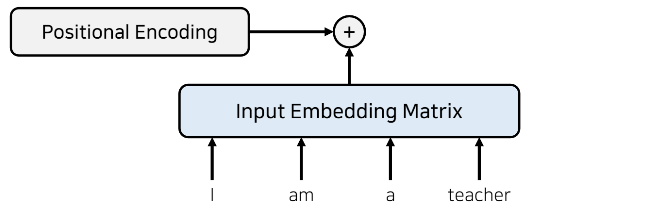 Positional Encoding
+
Input Embedding Matrix
I am a teacher